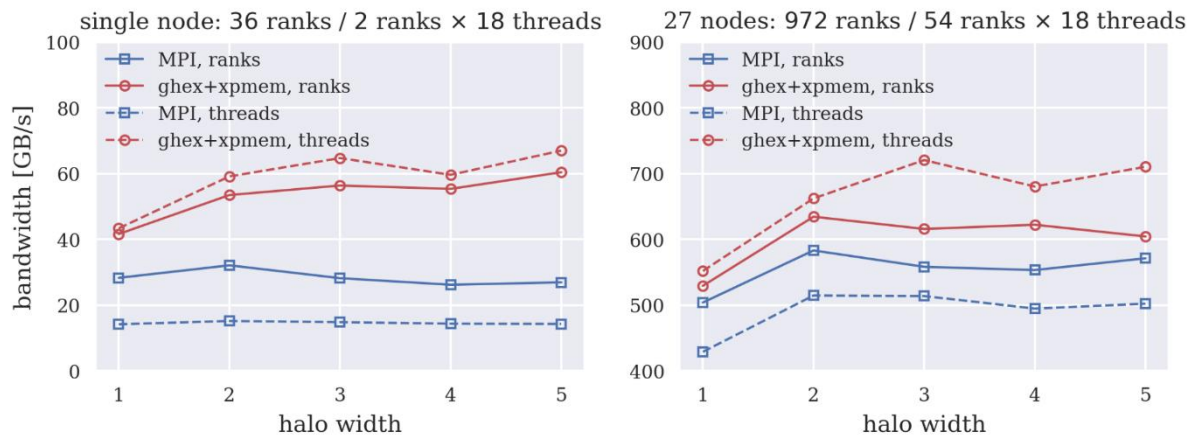 single node: 36 ranks / 2 ranks × 18 threads
100
80
60
40
20
0
bandwidth [GB/s]
MPI, ranks
ghex+xpmem, ranks
MPI, threads
ghex+xpmem, threads
1 2 3 4 5
halo width
27 nodes: 972 ranks / 54 ranks × 18 threads
900
800
700
600
500
400
MPI, ranks
ghex+xpmem, ranks
MPI, threads
ghex+xpmem, threads
1 2 3 4 5
halo width